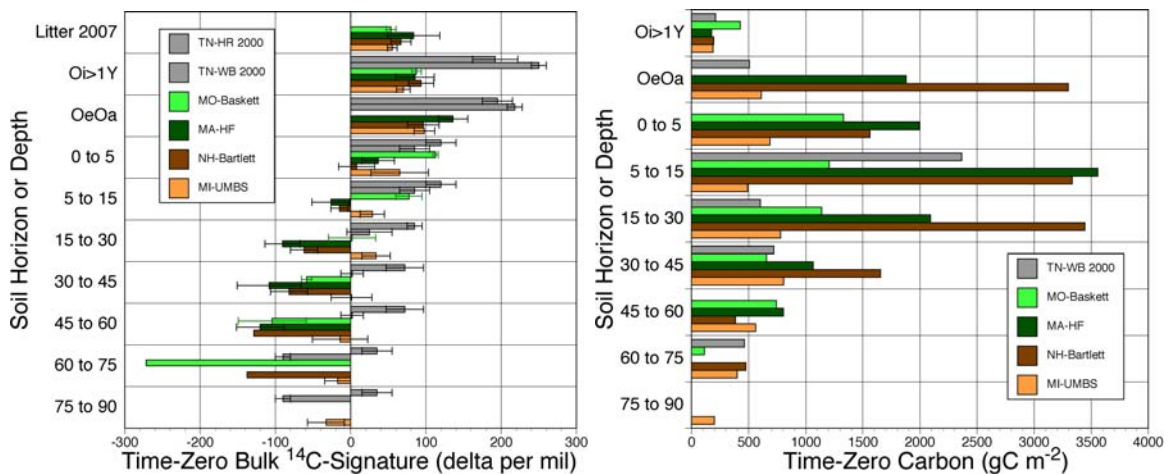 Soil Horizon or Depth
Litter 2007
Oi>1Y
OeOa
0 to 5
5 to 15
15 to 30
30 to 45
45 to 60
60 to 75
75 to 90
TN-HR 2000
TN-WB 2000
MO-Baskett
MA-HF
NH-Bartlett
MI-UMBS
-300 -200 -100 0 100 200 300
Time-Zero Bulk ¹⁴C-Signature (delta per mil)
Soil Horizon or Depth
Oi>1Y
OeOa
0 to 5
5 to 15
15 to 30
30 to 45
45 to 60
60 to 75
75 to 90
TN-WB 2000
MO-Baskett
MA-HF
NH-Bartlett
MI-UMBS
0 500 1000 1500 2000 2500 3000 3500 4000
Time-Zero Carbon (gC m⁻²)